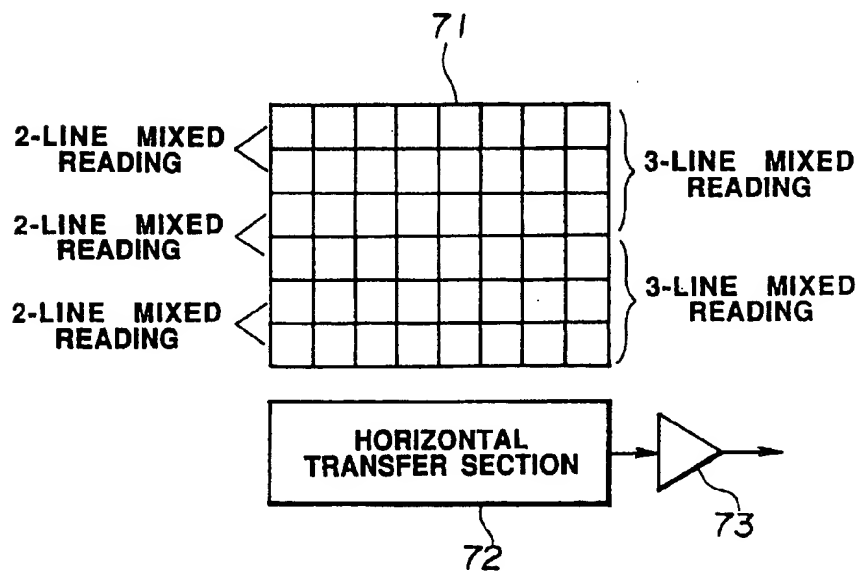 71
2-LINE MIXED
READING
3-LINE MIXED
READING
2-LINE MIXED
READING
3-LINE MIXED
READING
2-LINE MIXED
READING
HORIZONTAL
TRANSFER SECTION
73
72